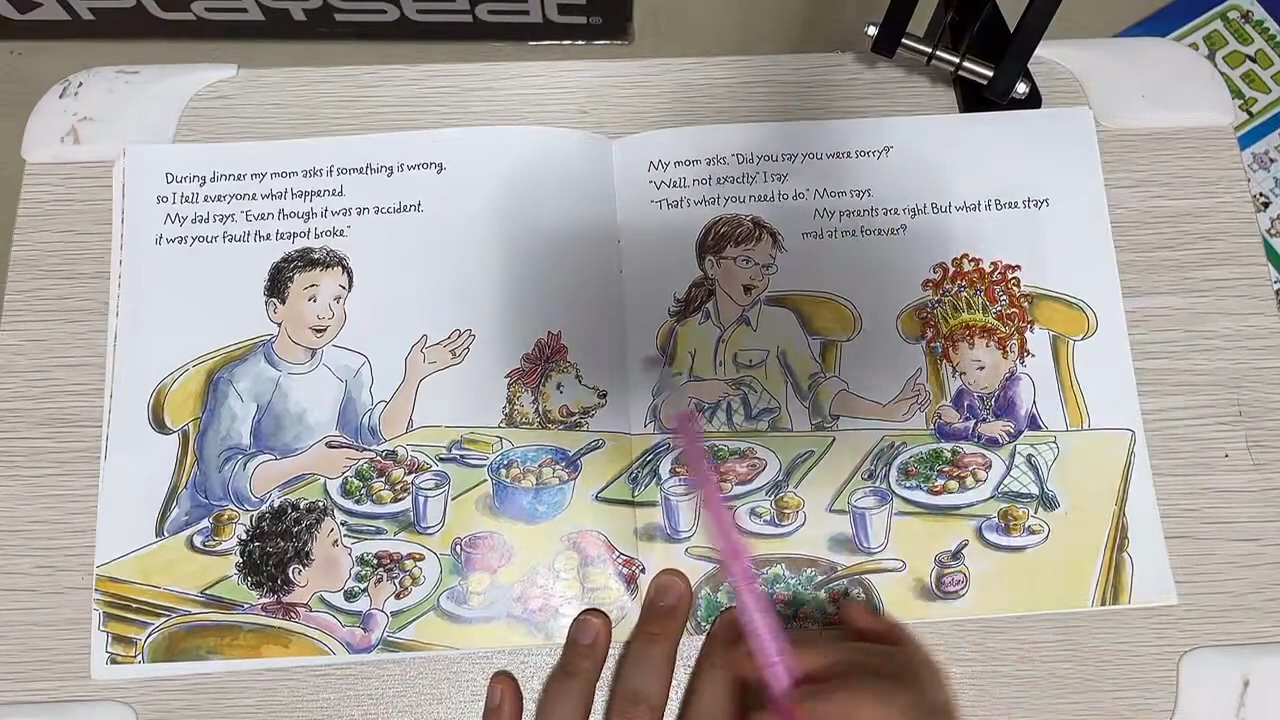 PLAYSEAT®
During dinner my mom asks if something is wrong,
so I tell everyone what happened.
My dad says, "Even though it was an accident,
it was your fault the teapot broke."
My mom asks, "Did you say you were sorry?"
"Well, not exactly," I say.
"That's what you need to do," Mom says.
My parents are right. But what if Bree stays
mad at me forever?
Mustard